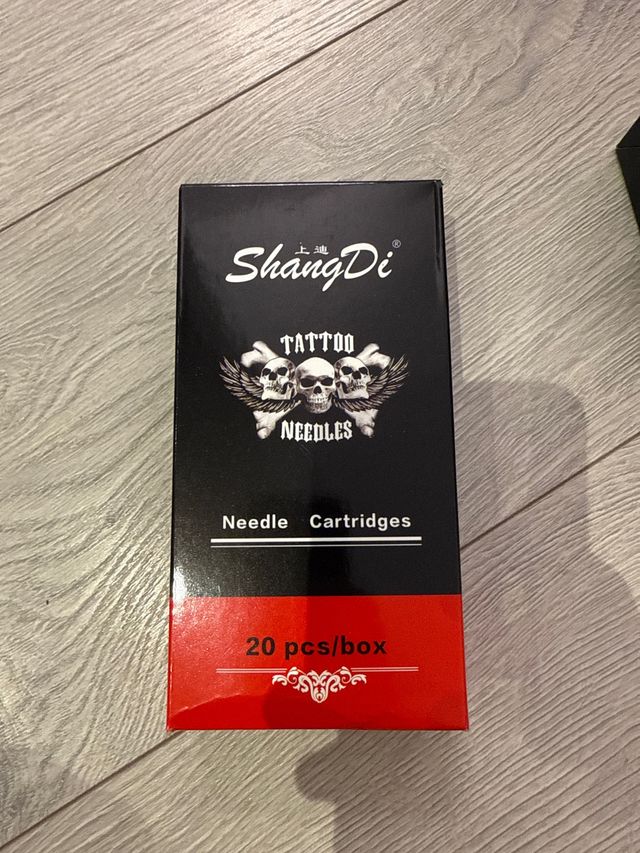 上迪
ShangDi®
TATTOO
NEEDLES
Needle Cartridges
20 pcs/box